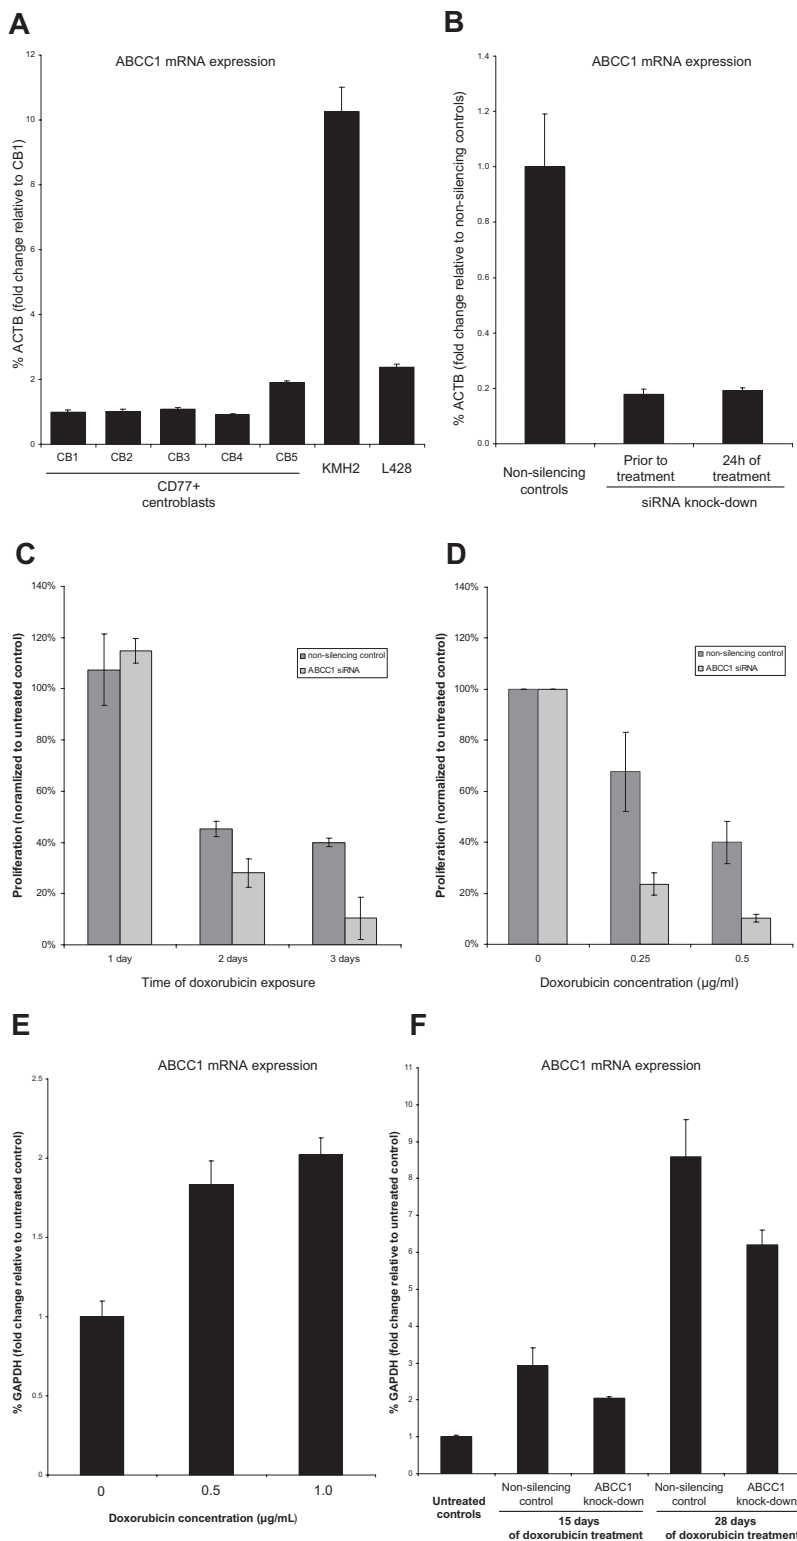 A
ABCC1 mRNA expression
% ACTB (fold change relative to CB1)
12
10
8
6
4
2
0
CB1 CB2 CB3 CB4 CB5 KMH2 L428
CD77+
centroblasts
B
ABCC1 mRNA expression
% ACTB (fold change relative to non-silencing controls)
1.4
1.2
1.0
0.8
0.6
0.4
0.2
0.0
Non-silencing
controls
Prior to
treatment
24h of
treatment
siRNA knock-down
C
Proliferation (noramlized to untreated control)
140%
120%
100%
80%
60%
40%
20%
0%
non-silencing control
ABCC1 siRNA
1 day 2 days 3 days
Time of doxorubicin exposure
D
Proliferation (normalized to untreated control)
140%
120%
100%
80%
60%
40%
20%
0%
non-silencing control
ABCC1 siRNA
0 0.25 0.5
Doxorubicin concentration (µg/ml)
E
ABCC1 mRNA expression
% GAPDH (fold change relative to untreated control)
2.5
2
1.5
1
0.5
0
0 0.5 1.0
Doxorubicin concentration (µg/mL)
F
ABCC1 mRNA expression
% GAPDH (fold change relative to untreated control)
11
10
9
8
7
6
5
4
3
2
1
0
Untreated
controls
Non-silencing
control
ABCC1
knock-down
15 days
of doxorubicin treatment
Non-silencing
control
ABCC1
knock-down
28 days
of doxorubicin treatment